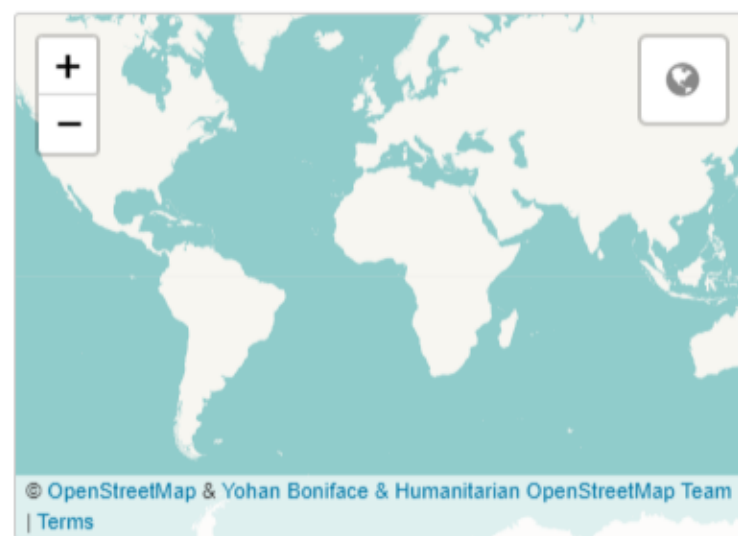 +
−
© OpenStreetMap & Yohan Boniface & Humanitarian OpenStreetMap Team
| Terms